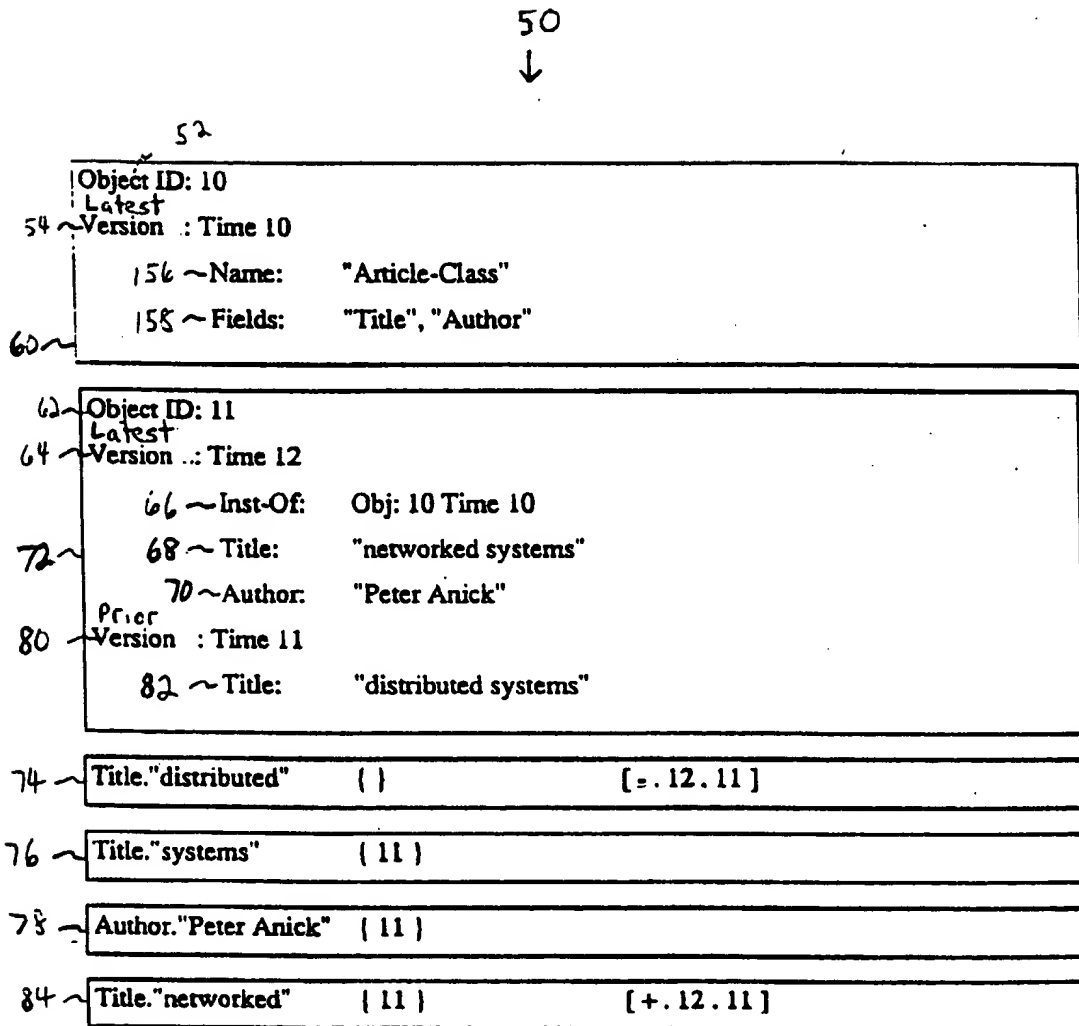 50
↓
52
Object ID: 10
Latest
54 ~ Version : Time 10
156 ~ Name: "Article-Class"
158 ~ Fields: "Title", "Author"
60 ~
62 ~ Object ID: 11
Latest
64 ~ Version : Time 12
66 ~ Inst-Of: Obj: 10 Time 10
72 ~ 68 ~ Title: "networked systems"
70 ~ Author: "Peter Anick"
Prior
80 ~ Version : Time 11
82 ~ Title: "distributed systems"
74 ~ Title."distributed" { } [=.12.11]
76 ~ Title."systems" { 11 }
78 ~ Author."Peter Anick" { 11 }
84 ~ Title."networked" { 11 } [+.12.11]